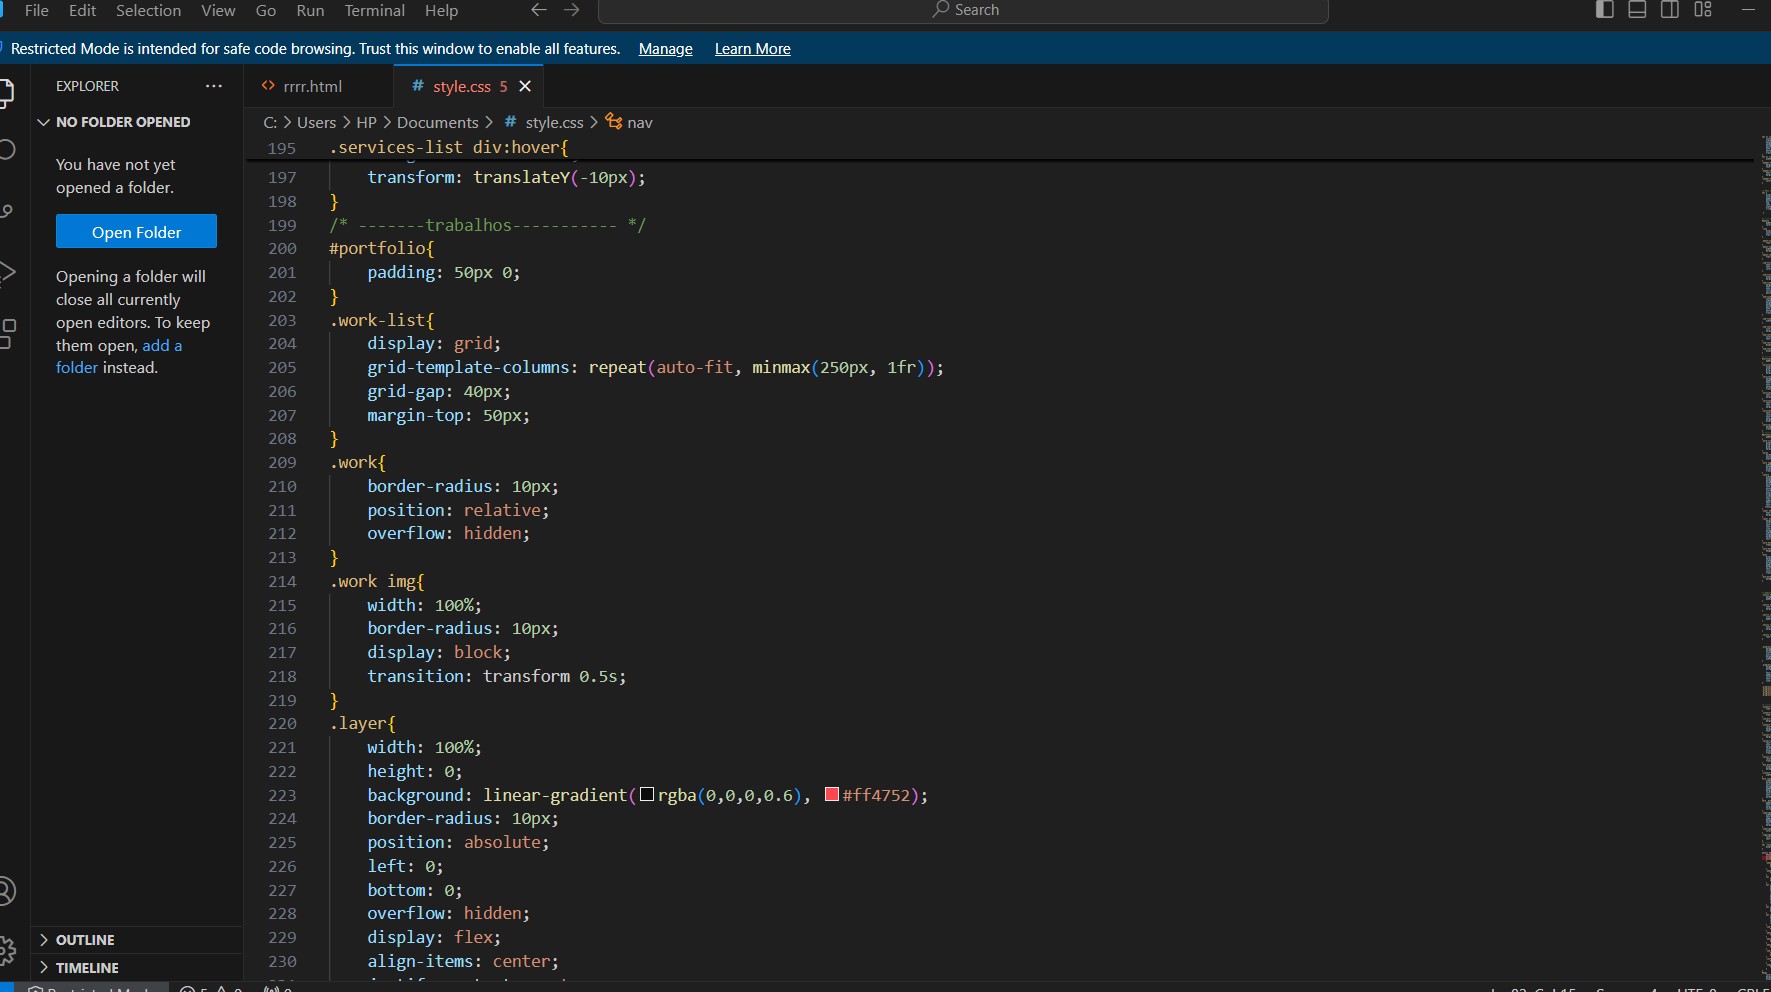 File Edit Selection View Go Run Terminal Help
Search
Restricted Mode is intended for safe code browsing. Trust this window to enable all features. Manage Learn More
EXPLORER
NO FOLDER OPENED
You have not yet
opened a folder.
Open Folder
Opening a folder will
close all currently
open editors. To keep
them open, add a
folder instead.
OUTLINE
TIMELINE
rrrr.html
# style.css 5
C: > Users > HP > Documents > # style.css > nav
195 .services-list div:hover{
197 transform: translateY(-10px);
198 }
199 /* -------trabalhos----------- */
200 #portfolio{
201 padding: 50px 0;
202 }
203 .work-list{
204 display: grid;
205 grid-template-columns: repeat(auto-fit, minmax(250px, 1fr));
206 grid-gap: 40px;
207 margin-top: 50px;
208 }
209 .work{
210 border-radius: 10px;
211 position: relative;
212 overflow: hidden;
213 }
214 .work img{
215 width: 100%;
216 border-radius: 10px;
217 display: block;
218 transition: transform 0.5s;
219 }
220 .layer{
221 width: 100%;
222 height: 0;
223 background: linear-gradient(rgba(0,0,0,0.6), #ff4752);
224 border-radius: 10px;
225 position: absolute;
226 left: 0;
227 bottom: 0;
228 overflow: hidden;
229 display: flex;
230 align-items: center;